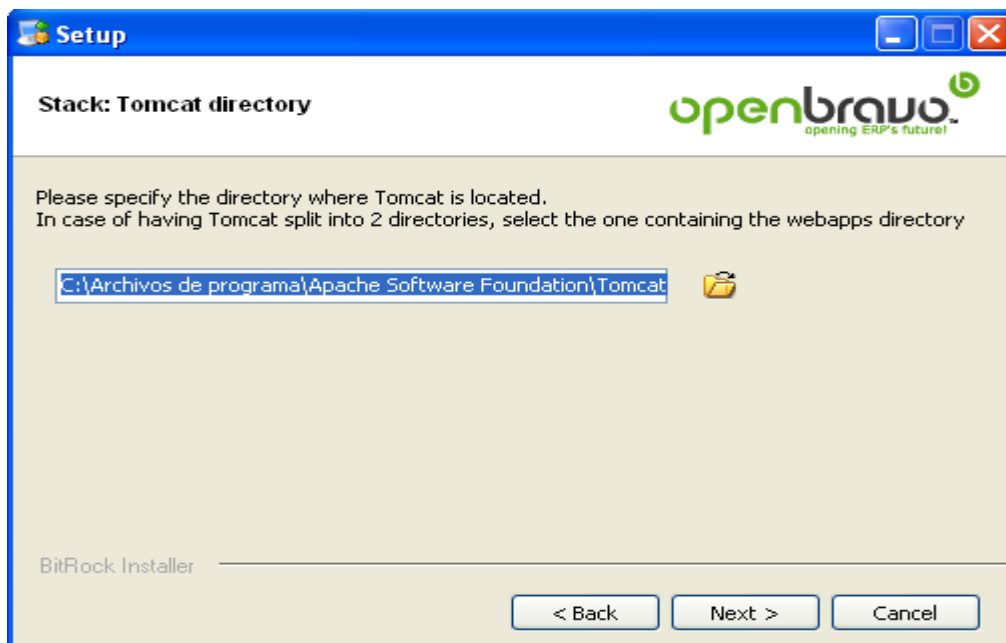 Setup
Stack: Tomcat directory
openbravo™
b
opening ERP's future!
Please specify the directory where Tomcat is located.
In case of having Tomcat split into 2 directories, select the one containing the webapps directory
C:\Archivos de programa\Apache Software Foundation\Tomcat
BitRock Installer
< Back
Next >
Cancel